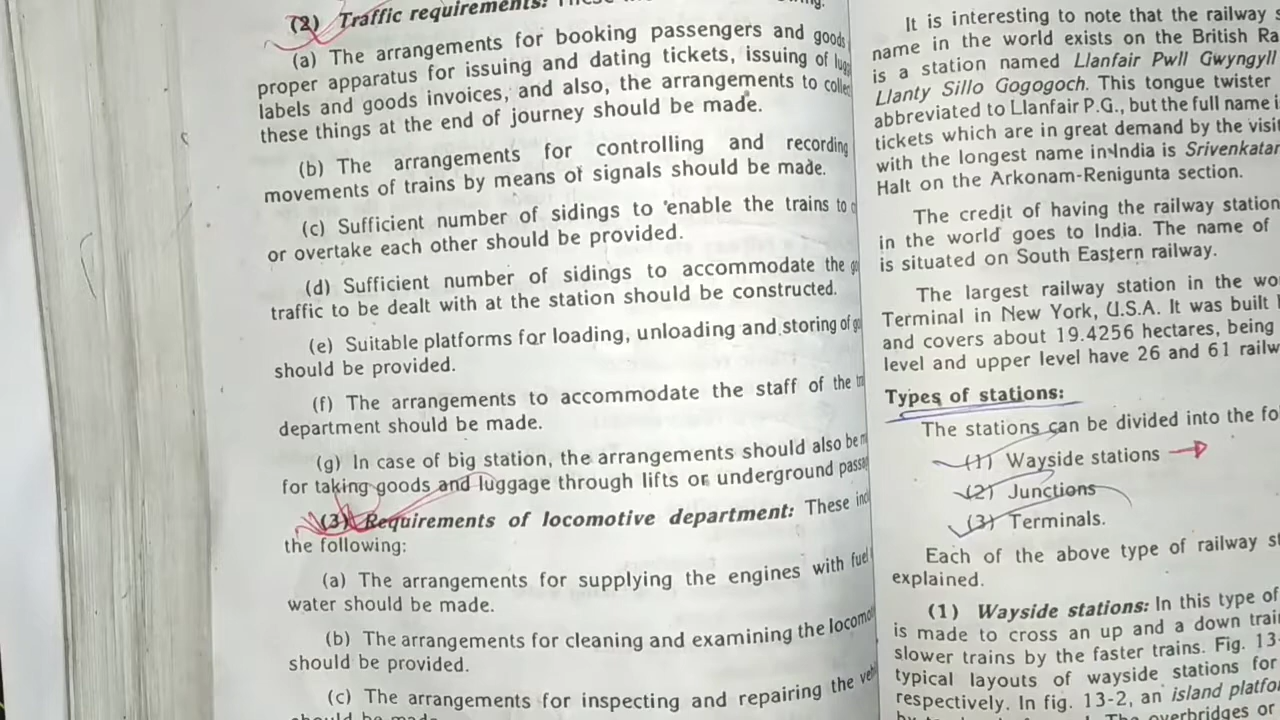 (2) Traffic requirements: These
(a) The arrangements for booking passengers and goods,
proper apparatus for issuing and dating tickets, issuing of
labels and goods invoices, and also, the arrangements to collect
these things at the end of journey should be made.
(b) The arrangements for controlling and recording
movements of trains by means of signals should be made.
(c) Sufficient number of sidings to enable the trains to
or overtake each other should be provided.
(d) Sufficient number of sidings to accommodate the
traffic to be dealt with at the station should be constructed.
(e) Suitable platforms for loading, unloading and storing of
should be provided.
(f) The arrangements to accommodate the staff of the
department should be made.
(g) In case of big station, the arrangements should also be
for taking goods and luggage through lifts or underground
(3) Requirements of locomotive department: These
the following:
(a) The arrangements for supplying the engines with fuel
water should be made.
(b) The arrangements for cleaning and examining the
should be provided.
(c) The arrangements for inspecting and repairing the
should be made.
It is interesting to note that the railway
name in the world exists on the British
is a station named Llanfair Pwll Gwyngyll
Llanty Sillo Gogogoch. This tongue twister
abbreviated to Llanfair P.G., but the full name
tickets which are in great demand by the
with the longest name in India is
Halt on the Arkonam-Renigunta section.
The credit of having the railway station
in the world goes to India. The name of
is situated on South Eastern railway.
The largest railway station in the
Terminal in New York, U.S.A. It was built
and covers about 19.4256 hectares, being
level and upper level have 26 and 61
Types of stations:
The stations can be divided into the
(1) Wayside stations
(2) Junctions
(3) Terminals.
Each of the above type of railway
explained.
(1) Wayside stations: In this type of
is made to cross an up and a down
slower trains by the faster trains. Fig. 13
typical layouts of wayside stations for
respectively. In fig. 13-2, an island
overbridges or